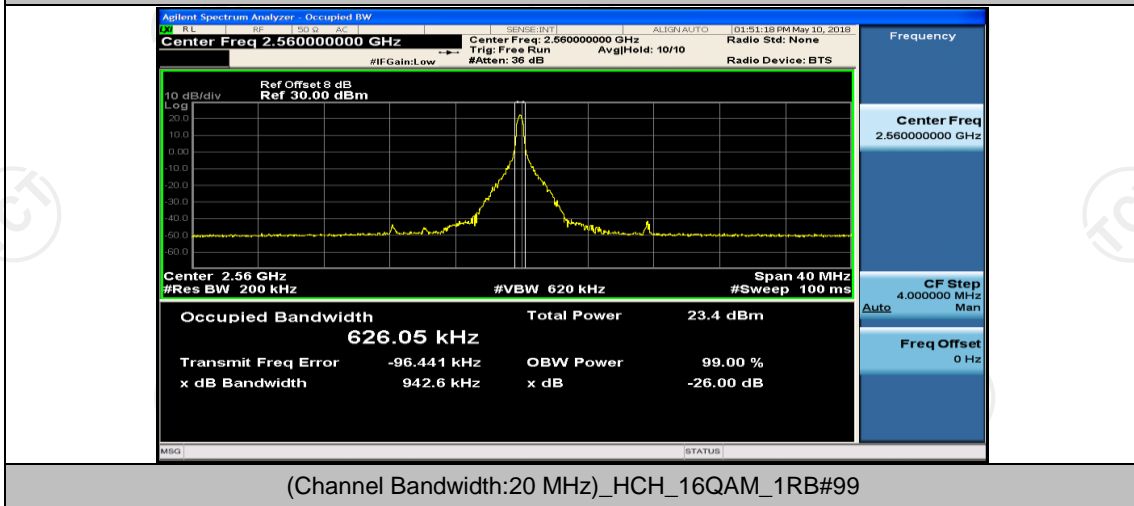 Agilent Spectrum Analyzer - Occupied BW
LXI RL RF 50 Ω AC SENSE:INT ALIGN AUTO 01:51:18 PM May 10, 2018
Center Freq 2.560000000 GHz
Center Freq: 2.560000000 GHz
Radio Std: None
Trig: Free Run Avg|Hold: 10/10
#IFGain:Low
#Atten: 36 dB
Radio Device: BTS
Ref Offset 8 dB
10 dB/div Ref 30.00 dBm
Log
20.0
10.0
0.00
-10.0
-20.0
-30.0
-40.0
-50.0
-60.0
Center 2.56 GHz
Span 40 MHz
#Res BW 200 kHz
#VBW 620 kHz
#Sweep 100 ms
Occupied Bandwidth
Total Power 23.4 dBm
626.05 kHz
Transmit Freq Error -96.441 kHz
OBW Power 99.00 %
x dB Bandwidth 942.6 kHz
x dB -26.00 dB
MSG
STATUS
Frequency
Center Freq
2.560000000 GHz
CF Step
4.000000 MHz
Auto Man
Freq Offset
0 Hz
(Channel Bandwidth:20 MHz)_HCH_16QAM_1RB#99
TCT
TCT